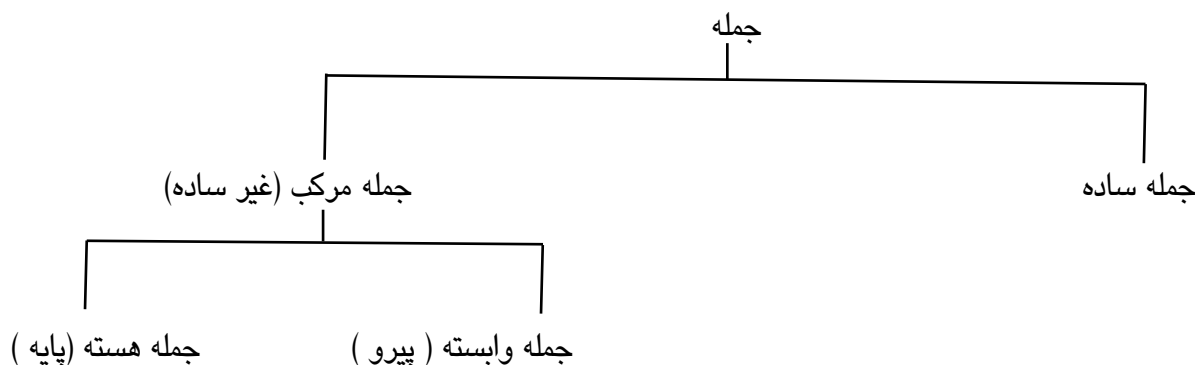 جمله
جمله ساده
جمله مرکب (غیر ساده)
جمله وابسته ( پیرو )
جمله هسته (پایه )